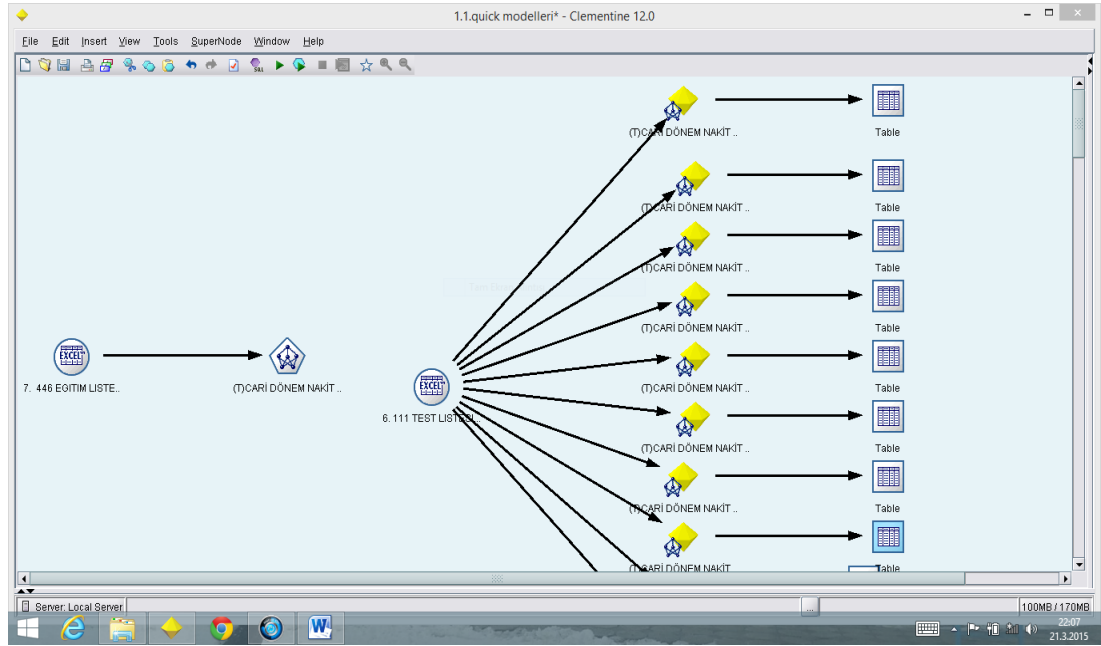 1.1.quick modelleri* - Clementine 12.0
File Edit Insert View Tools SuperNode Window Help
(T)CARİ DÖNEM NAKİT ..
Table
(T)CARİ DÖNEM NAKİT ..
Table
(T)CARİ DÖNEM NAKİT ..
Table
(T)CARİ DÖNEM NAKİT ..
Table
EXCEL
7. 446 EGITIM LISTE..
(T)CARİ DÖNEM NAKİT ..
EXCEL
6. 111 TEST LISTESI..
(T)CARİ DÖNEM NAKİT ..
Table
(T)CARİ DÖNEM NAKİT ..
Table
(T)CARİ DÖNEM NAKİT ..
Table
(T)CARİ DÖNEM NAKİT
Table
Server: Local Server
...
100MB / 170MB
22:07
21.3.2015